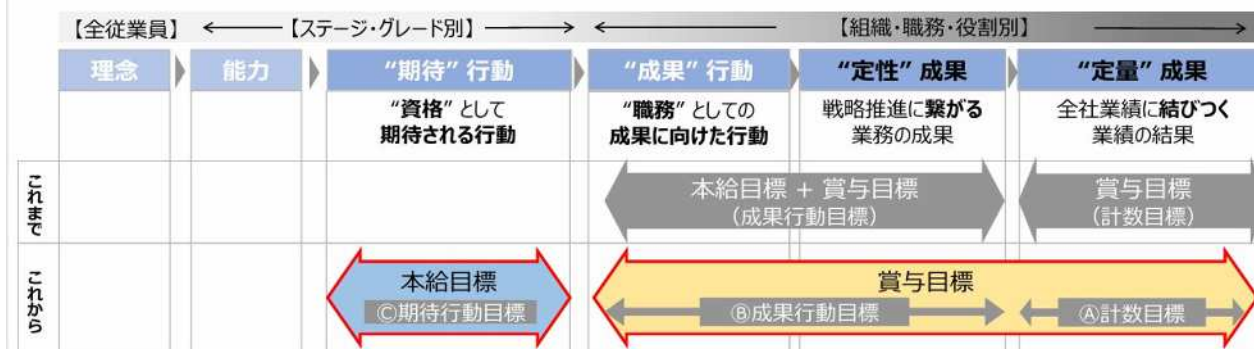 【全従業員】 【ステージ・グレード別】 【組織・職務・役割別】
理念 能力 “期待” 行動 “成果” 行動 “定性” 成果 “定量” 成果
“資格” として “職務” としての 戦略推進に繋がる 全社業績に結びつく
期待される行動 成果に向けた行動 業務の成果 業績の結果
これまで
本給目標 + 賞与目標 賞与目標
（成果行動目標） （計数目標）
これから
本給目標 賞与目標
Ⓒ期待行動目標 Ⓑ成果行動目標 Ⓐ計数目標